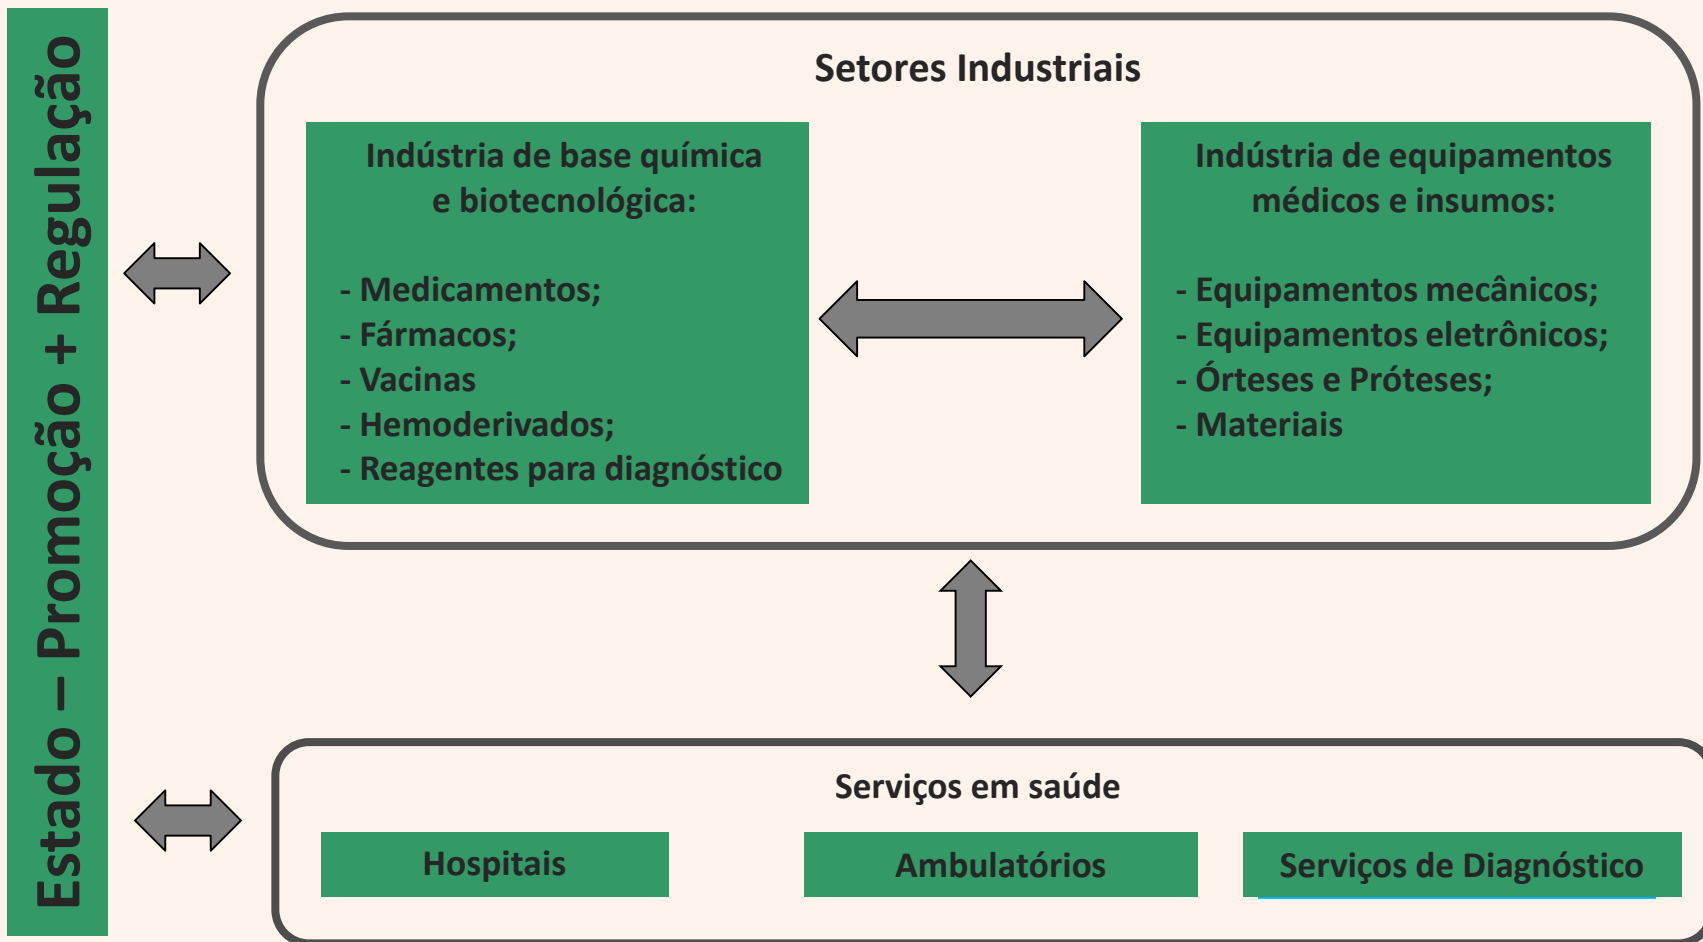 Estado – Promoção + Regulação
Setores Industriais
Indústria de base química
e biotecnológica:
- Medicamentos;
- Fármacos;
- Vacinas
- Hemoderivados;
- Reagentes para diagnóstico
Indústria de equipamentos
médicos e insumos:
- Equipamentos mecânicos;
- Equipamentos eletrônicos;
- Órteses e Próteses;
- Materiais
Serviços em saúde
Hospitais
Ambulatórios
Serviços de Diagnóstico